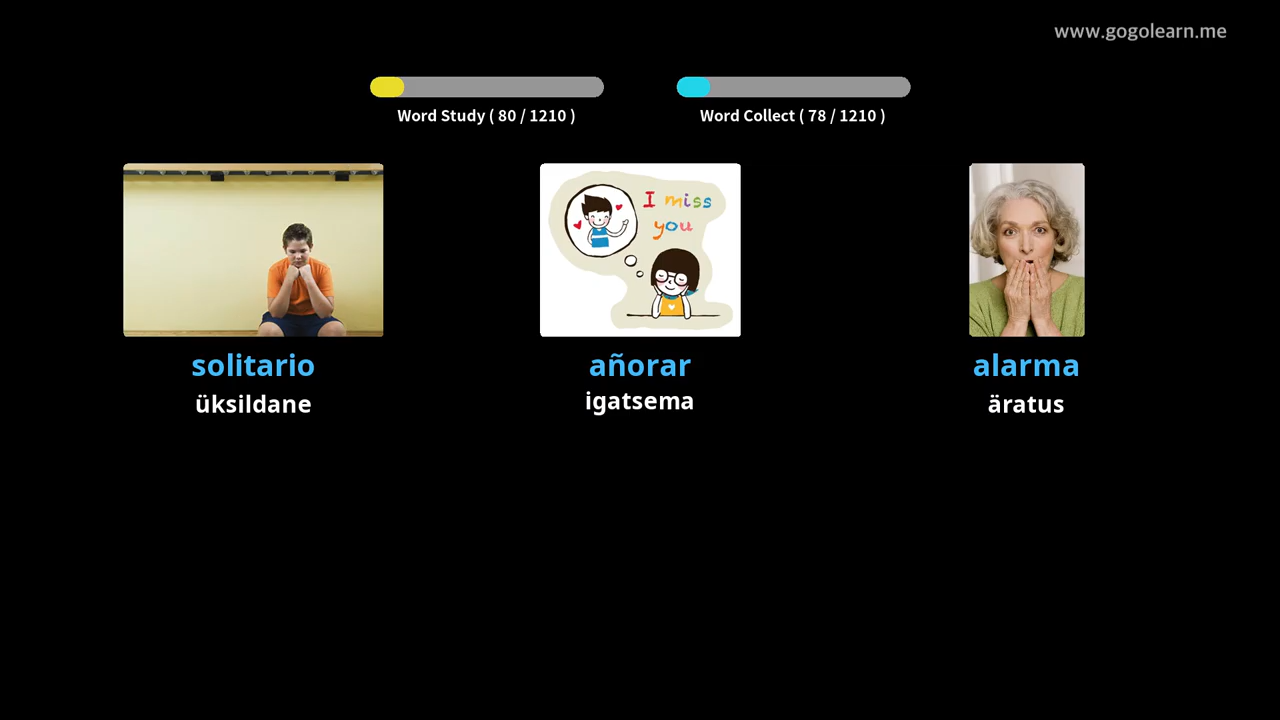 www.gogolearn.me
Word Study ( 80 / 1210 )
Word Collect ( 78 / 1210 )
I miss
you
solitario
añorar
alarma
üksildane
igatsema
äratus